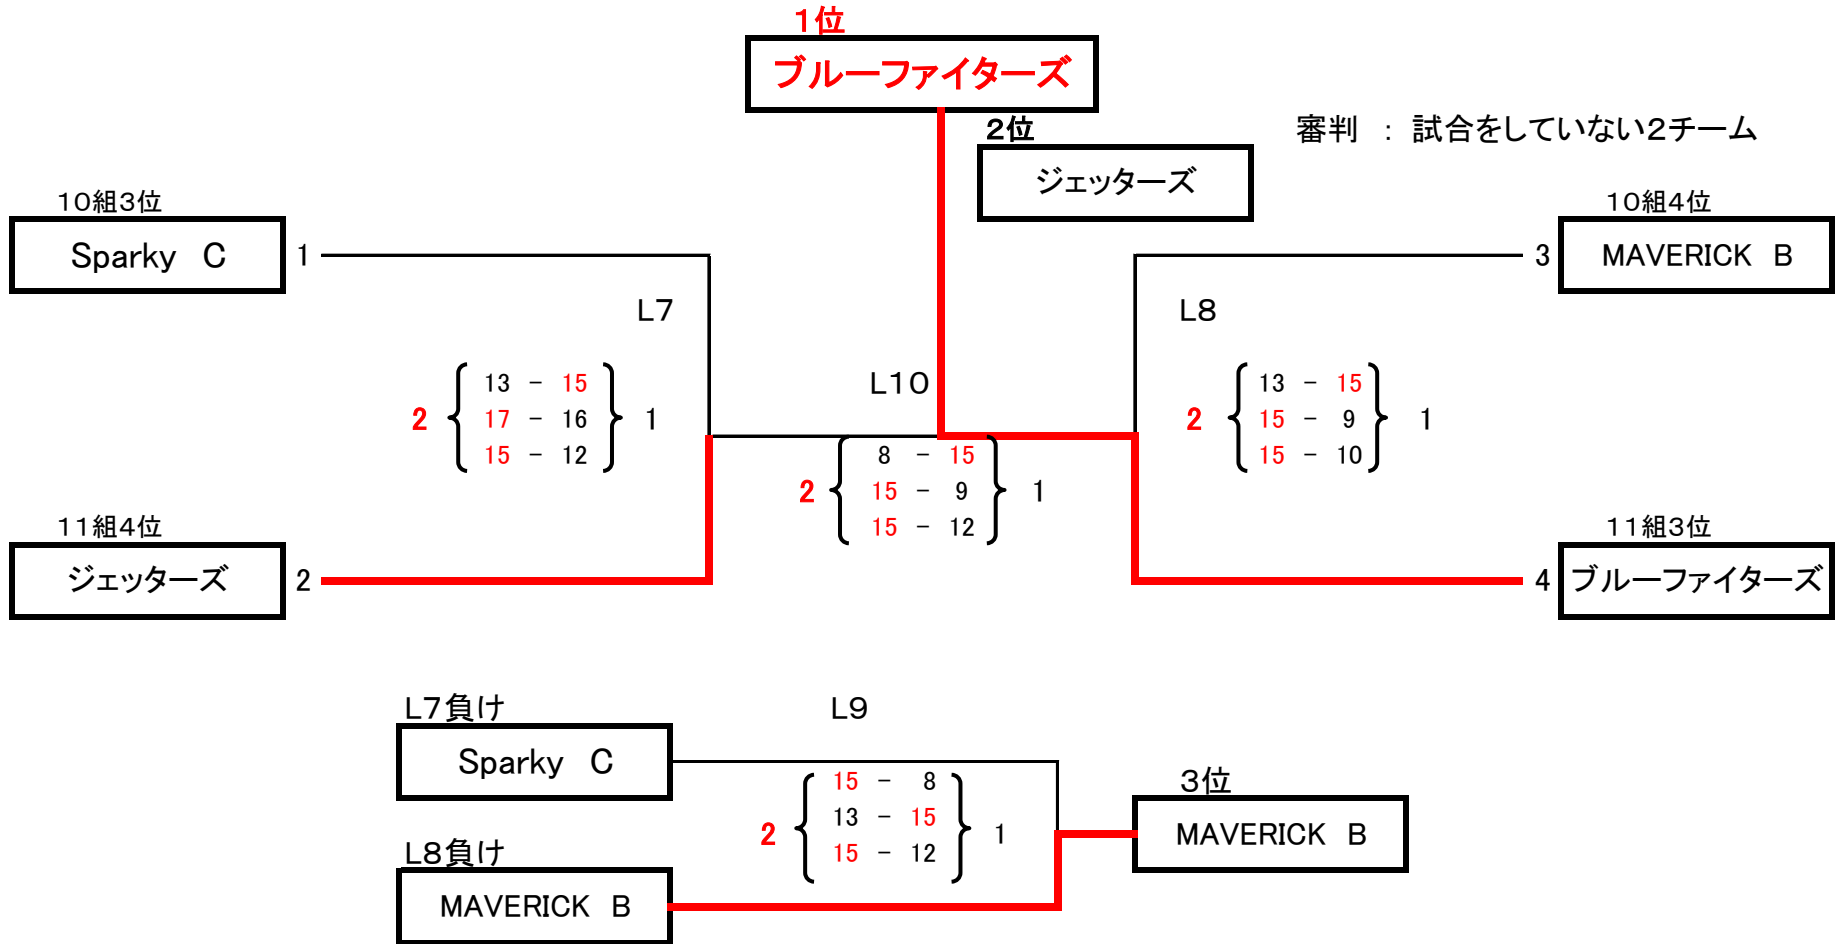 1位
ブルーファイターズ
2位
ジェッターズ
審判 : 試合をしていない2チーム
10組3位
Sparky C
1
10組4位
3
MAVERICK B
L7
L8
2 13 - 15 1
17 - 16
15 - 12
L10
2 13 - 15 1
15 - 9
15 - 10
2 8 - 15 1
15 - 9
15 - 12
11組4位
ジェッターズ
2
11組3位
4
ブルーファイターズ
L7負け
Sparky C
L9
2 15 - 8 1
13 - 15
15 - 12
3位
MAVERICK B
L8負け
MAVERICK B